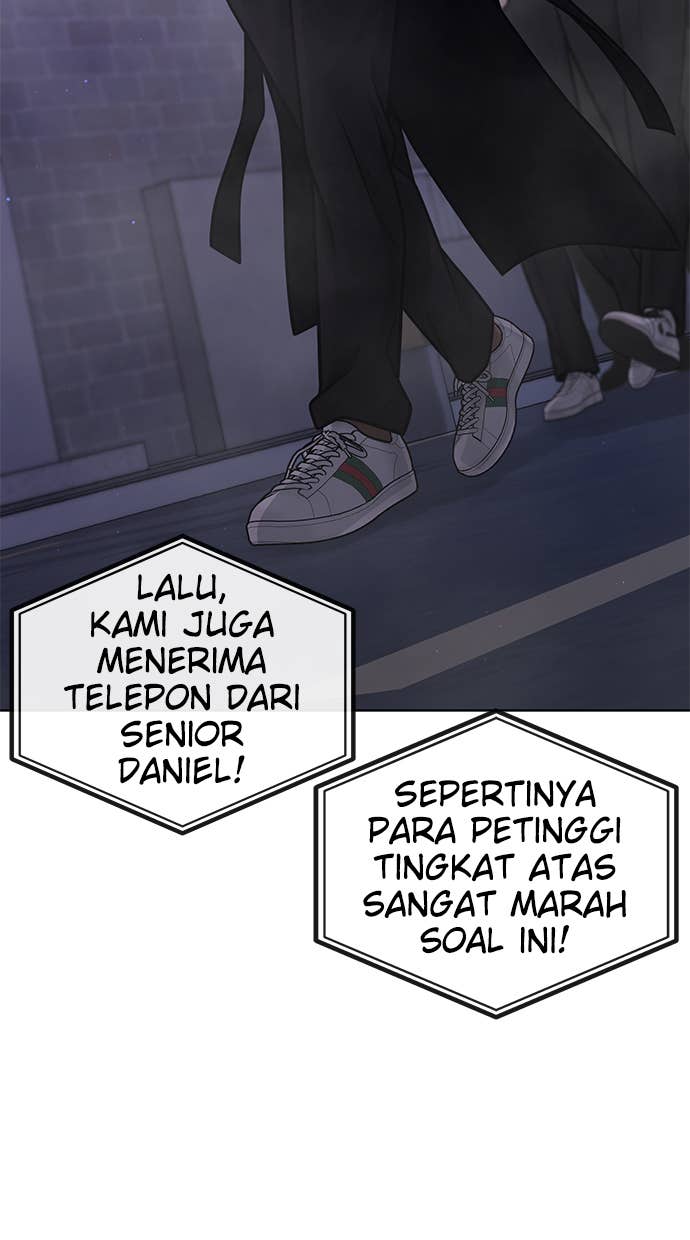 LALU,
KAMI JUGA
MENERIMA
TELEPON DARI
SENIOR
DANIEL!
SEPERTINYA
PARA PETINGGI
TINGKAT ATAS
SANGAT MARAH
SOAL INI!